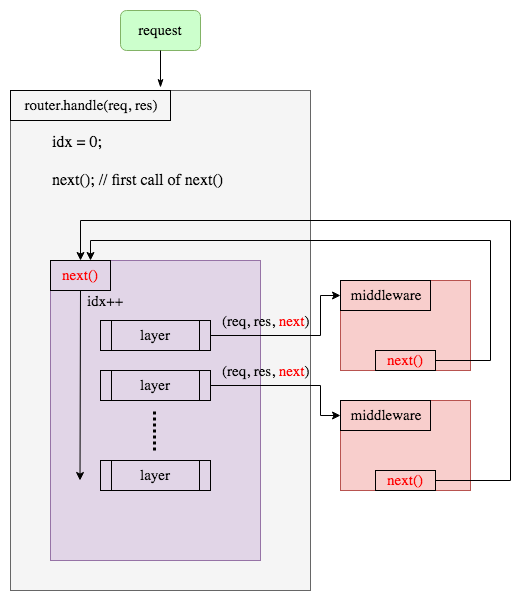 request
router.handle(req, res)
idx = 0;
next(); // first call of next()
next()
idx++
layer
(req, res, next)
middleware
next()
layer
(req, res, next)
middleware
next()
layer